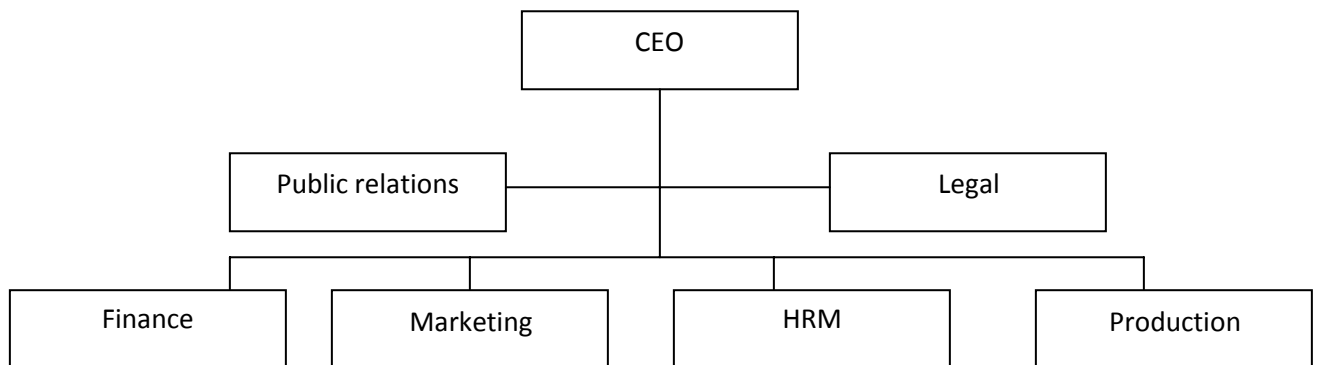 CEO
Public relations
Legal
Finance
Marketing
HRM
Production